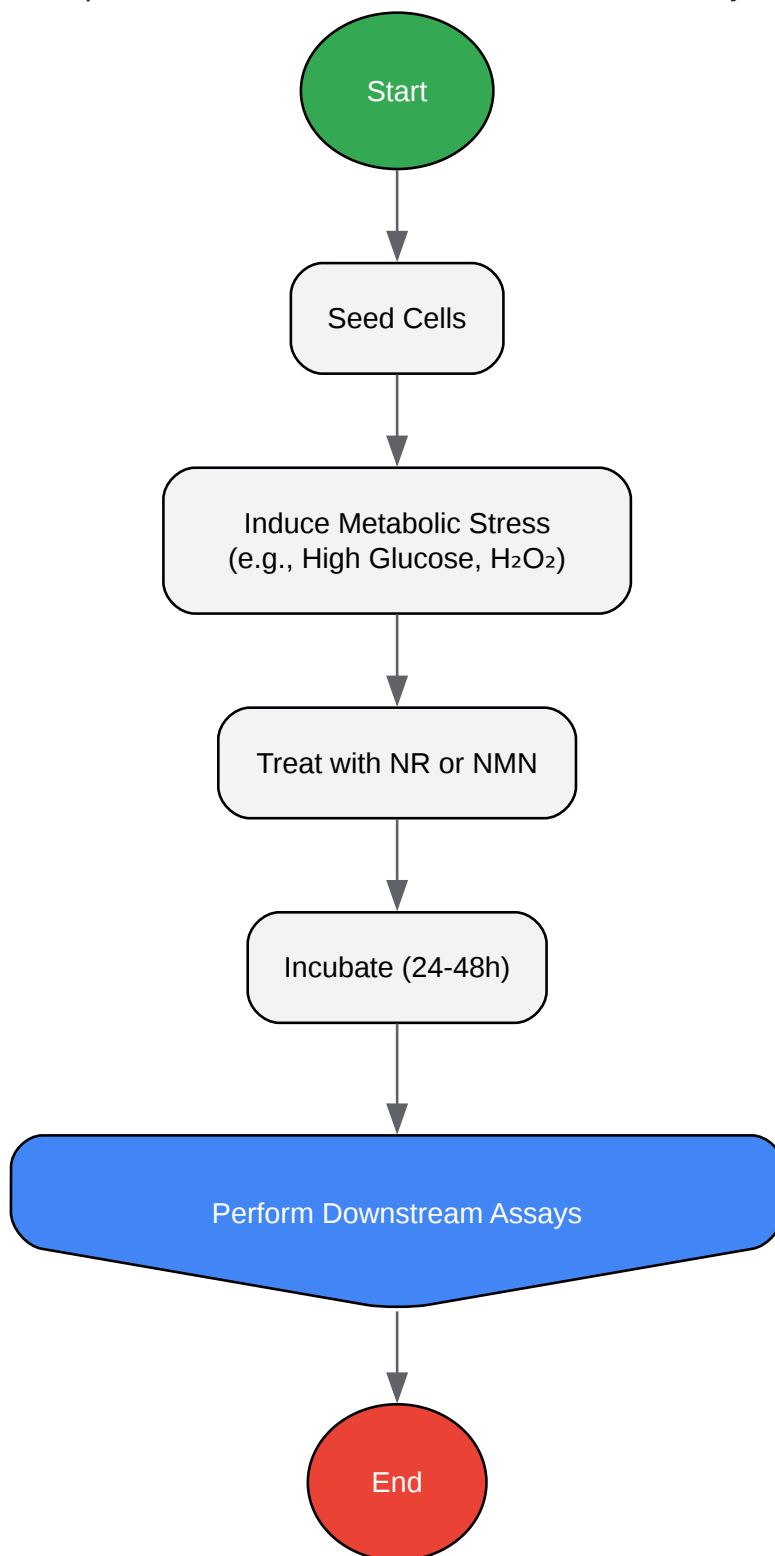 Start
Seed Cells
Induce Metabolic Stress
(e.g., High Glucose, H₂O₂)
Treat with NR or NMN
Incubate (24-48h)
Perform Downstream Assays
End